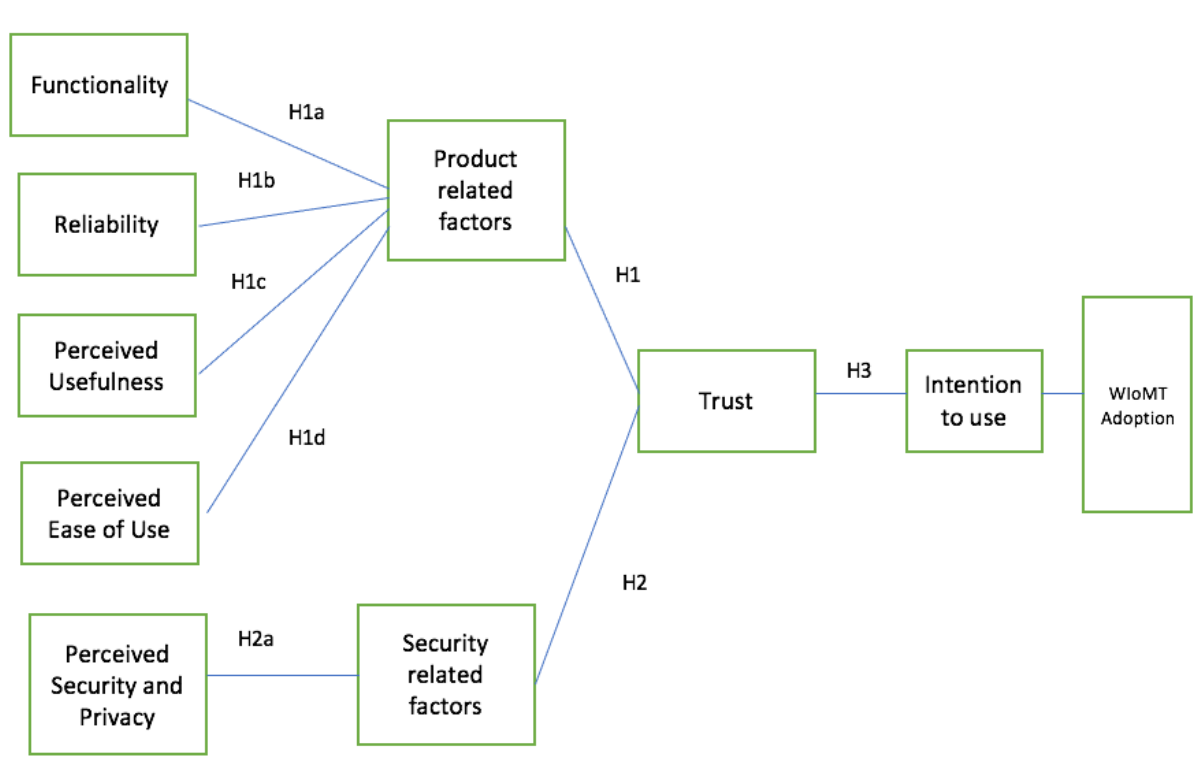 Functionality
H1a
Product
related
factors
H1b
Reliability
H1c
H1
Perceived
Usefulness
H1d
Trust
H3
Intention
to use
WIoMT
Adoption
Perceived
Ease of Use
H2
Perceived
Security and
Privacy
H2a
Security
related
factors